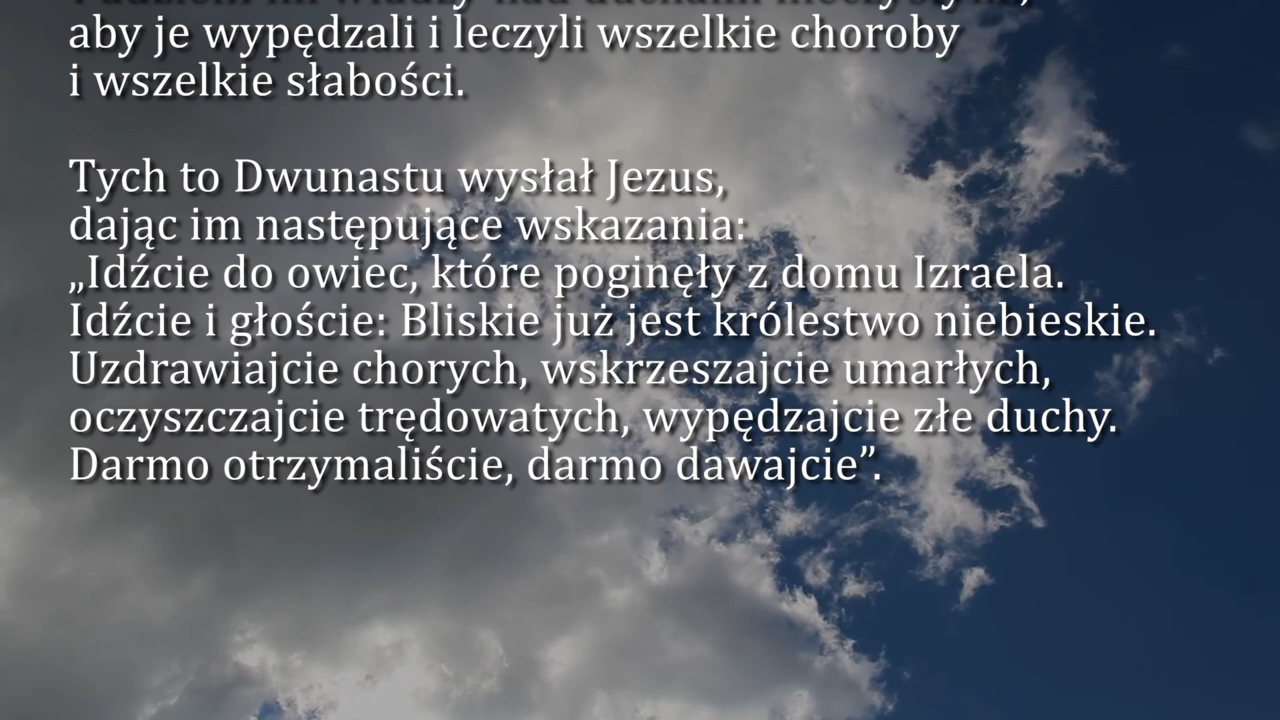 aby je wypędzali i leczyli wszelkie choroby
i wszelkie słabości.
Tych to Dwunastu wysłał Jezus,
dając im następujące wskazania:
„Idźcie do owiec, które poginęły z domu Izraela.
Idźcie i głoście: Bliskie już jest królestwo niebieskie.
Uzdrawiajcie chorych, wskrzeszajcie umarłych,
oczyszczajcie trędowatych, wypędzajcie złe duchy.
Darmo otrzymaliście, darmo dawajcie”.